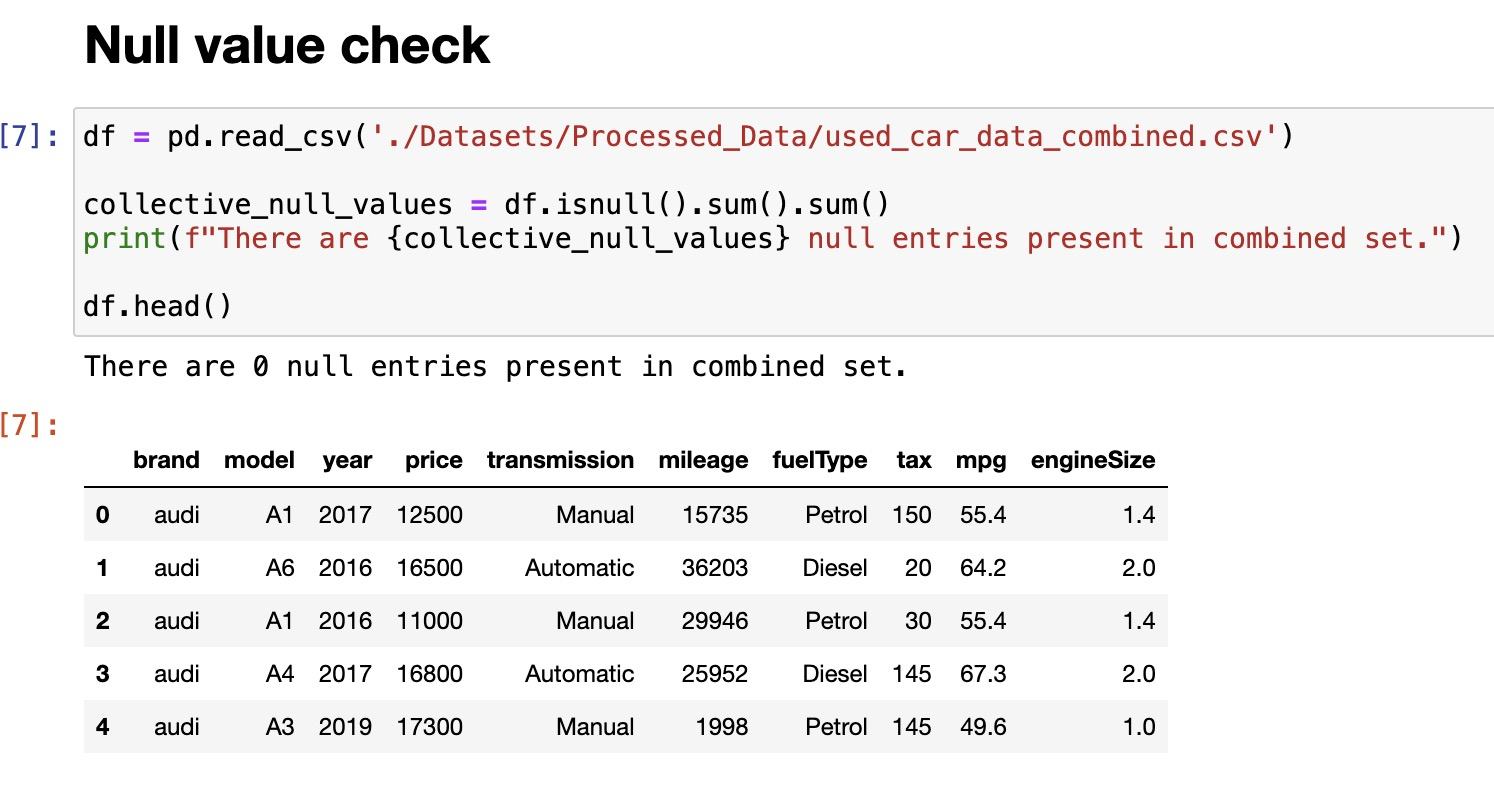 Null value check
[7]: df = pd.read_csv('./Datasets/Processed_Data/used_car_data_combined.csv')
collective_null_values = df.isnull().sum().sum()
print(f"There are {collective_null_values} null entries present in combined set.")
df.head()
There are 0 null entries present in combined set.
[7]:
brand model year price transmission mileage fuelType tax mpg engineSize
0 audi A1 2017 12500 Manual 15735 Petrol 150 55.4 1.4
1 audi A6 2016 16500 Automatic 36203 Diesel 20 64.2 2.0
2 audi A1 2016 11000 Manual 29946 Petrol 30 55.4 1.4
3 audi A4 2017 16800 Automatic 25952 Diesel 145 67.3 2.0
4 audi A3 2019 17300 Manual 1998 Petrol 145 49.6 1.0